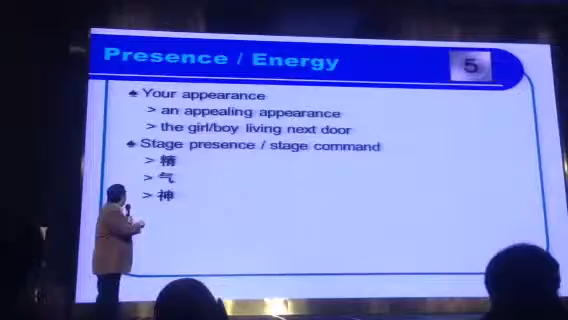 Presence / Energy
5
♠ Your appearance
> an appealing appearance
> the girl/boy living next door
♠ Stage presence / stage command
> 精
> 气
> 神